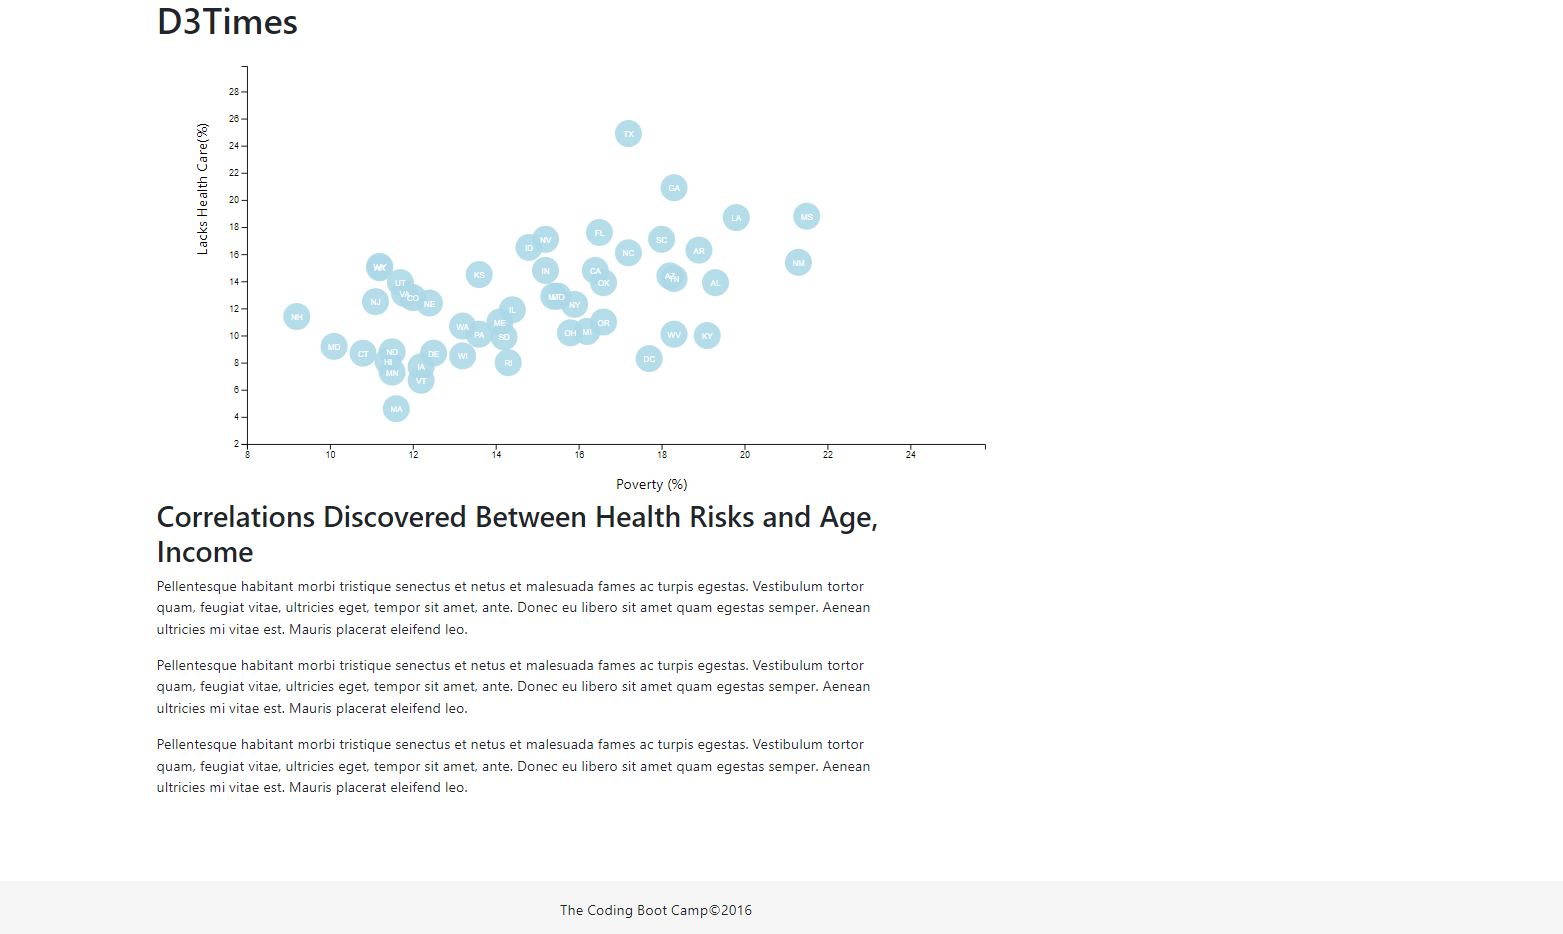 D3Times
28
26
24
22
20
18
16
14
12
10
8
6
4
2
Lacks Health Care(%)
TX
GA
LA
MS
FL
NV
SC
ID
NC
AR
NM
IN
CA
KS
UT
OK
TN
AL
VA
CO
NE
NJ
NY
IL
NH
ME
OR
WA
PA
SD
OH
MI
WV
KY
MD
CT
ND
DE
WI
HI
RI
DC
MN
IA
VT
MA
8 10 12 14 16 18 20 22 24
Poverty (%)
Correlations Discovered Between Health Risks and Age,
Income
Pellentesque habitant morbi tristique senectus et netus et malesuada fames ac turpis egestas. Vestibulum tortor
quam, feugiat vitae, ultricies eget, tempor sit amet, ante. Donec eu libero sit amet quam egestas semper. Aenean
ultricies mi vitae est. Mauris placerat eleifend leo.
Pellentesque habitant morbi tristique senectus et netus et malesuada fames ac turpis egestas. Vestibulum tortor
quam, feugiat vitae, ultricies eget, tempor sit amet, ante. Donec eu libero sit amet quam egestas semper. Aenean
ultricies mi vitae est. Mauris placerat eleifend leo.
Pellentesque habitant morbi tristique senectus et netus et malesuada fames ac turpis egestas. Vestibulum tortor
quam, feugiat vitae, ultricies eget, tempor sit amet, ante. Donec eu libero sit amet quam egestas semper. Aenean
ultricies mi vitae est. Mauris placerat eleifend leo.
The Coding Boot Camp©2016